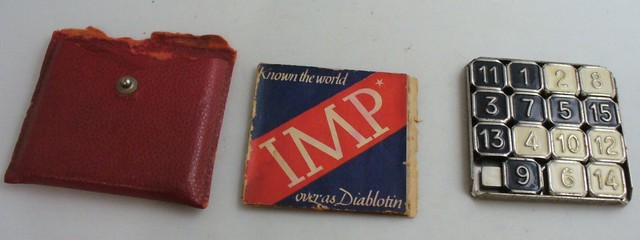 Known the world
IMP*
over as Diablotin
11 1 2 8
3 7 5 15
13 4 10 12
9 6 14